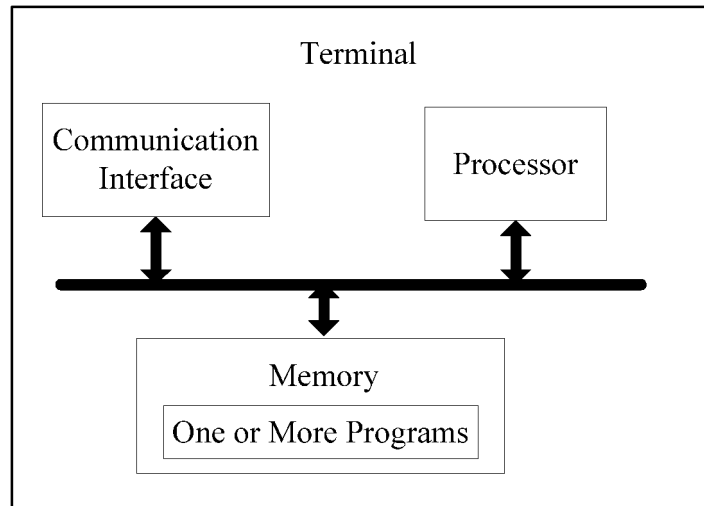 Terminal
Communication
Interface
Processor
Memory
One or More Programs